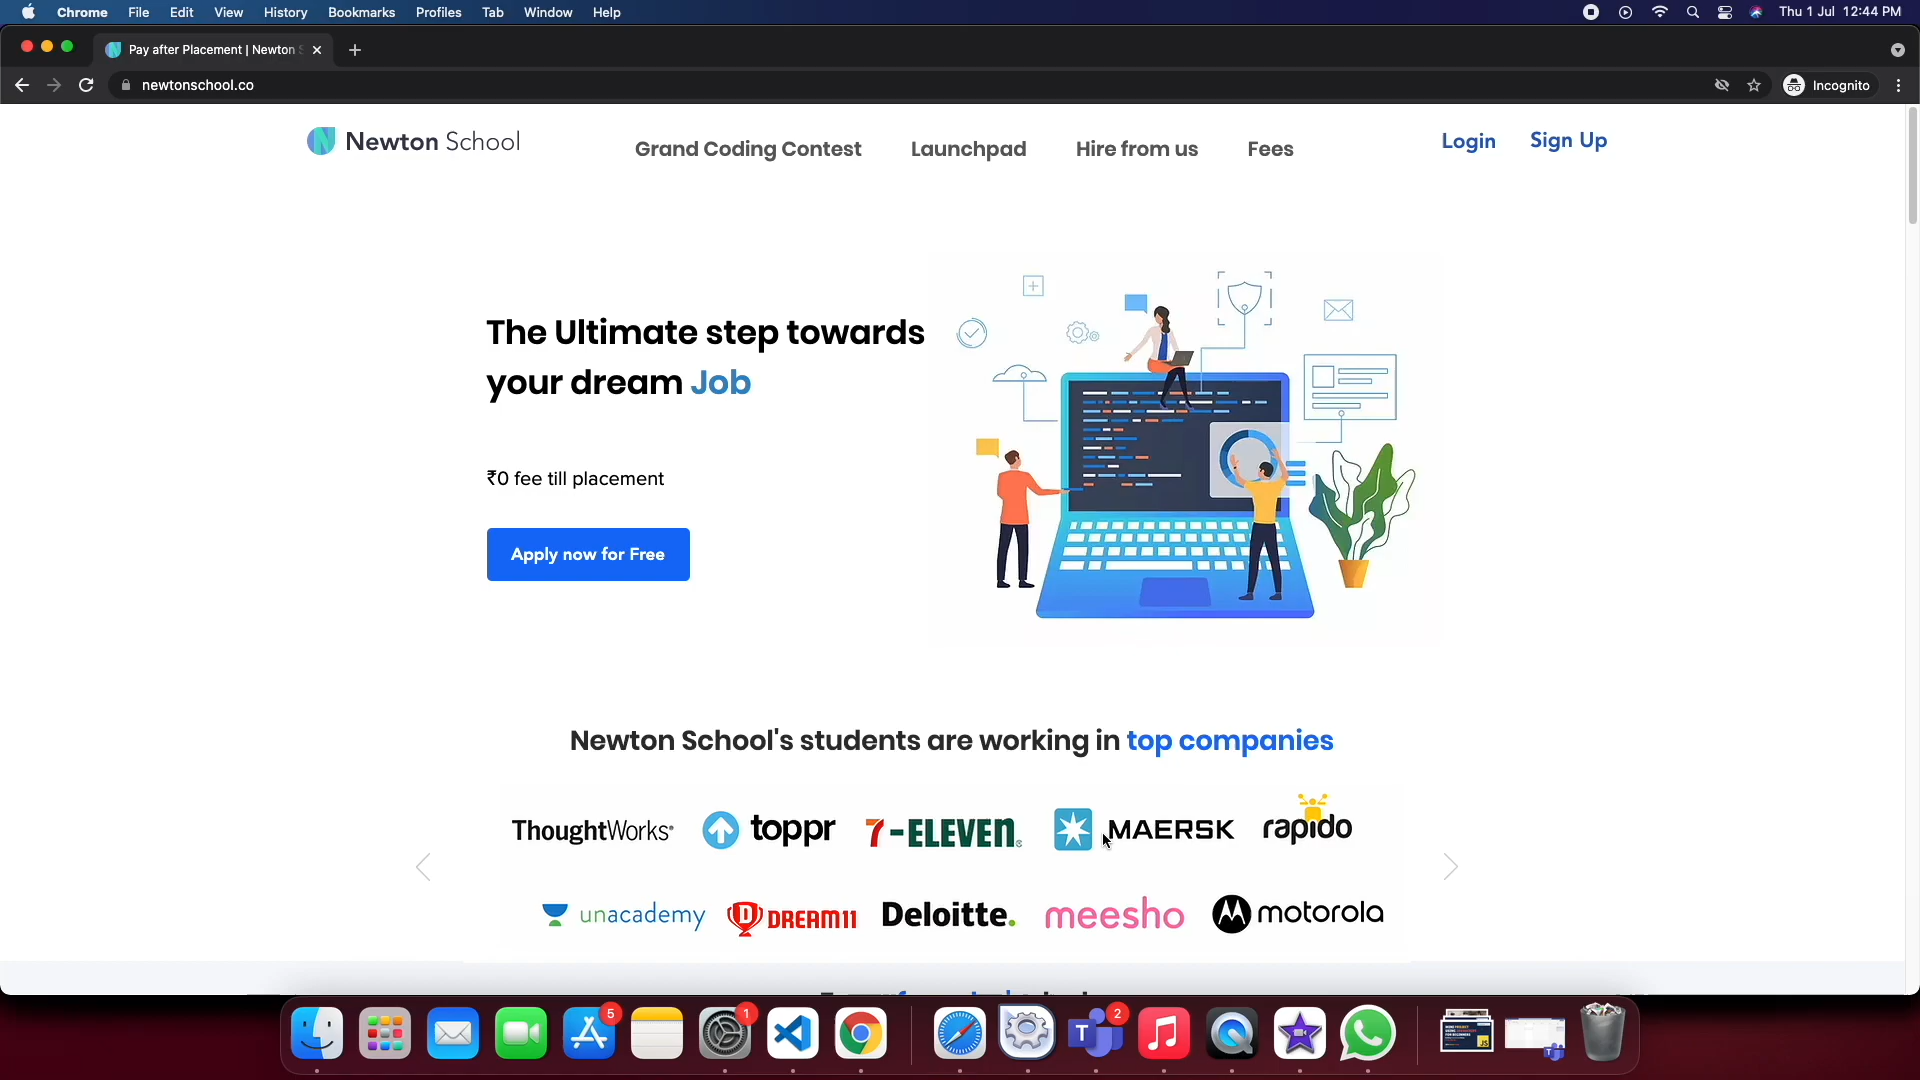 Chrome File Edit View History Bookmarks Profiles Tab Window Help Thu 1 Jul 12:44 PM
Pay after Placement | Newton S
newtonschool.co Incognito
Newton School Grand Coding Contest Launchpad Hire from us Fees Login Sign Up
The Ultimate step towards
your dream Job
₹0 fee till placement
Apply now for Free
Newton School's students are working in top companies
ThoughtWorks toppr 7-ELEVEN MAERSK rapido
unacademy DREAM11 Deloitte. meesho motorola
5 1 2